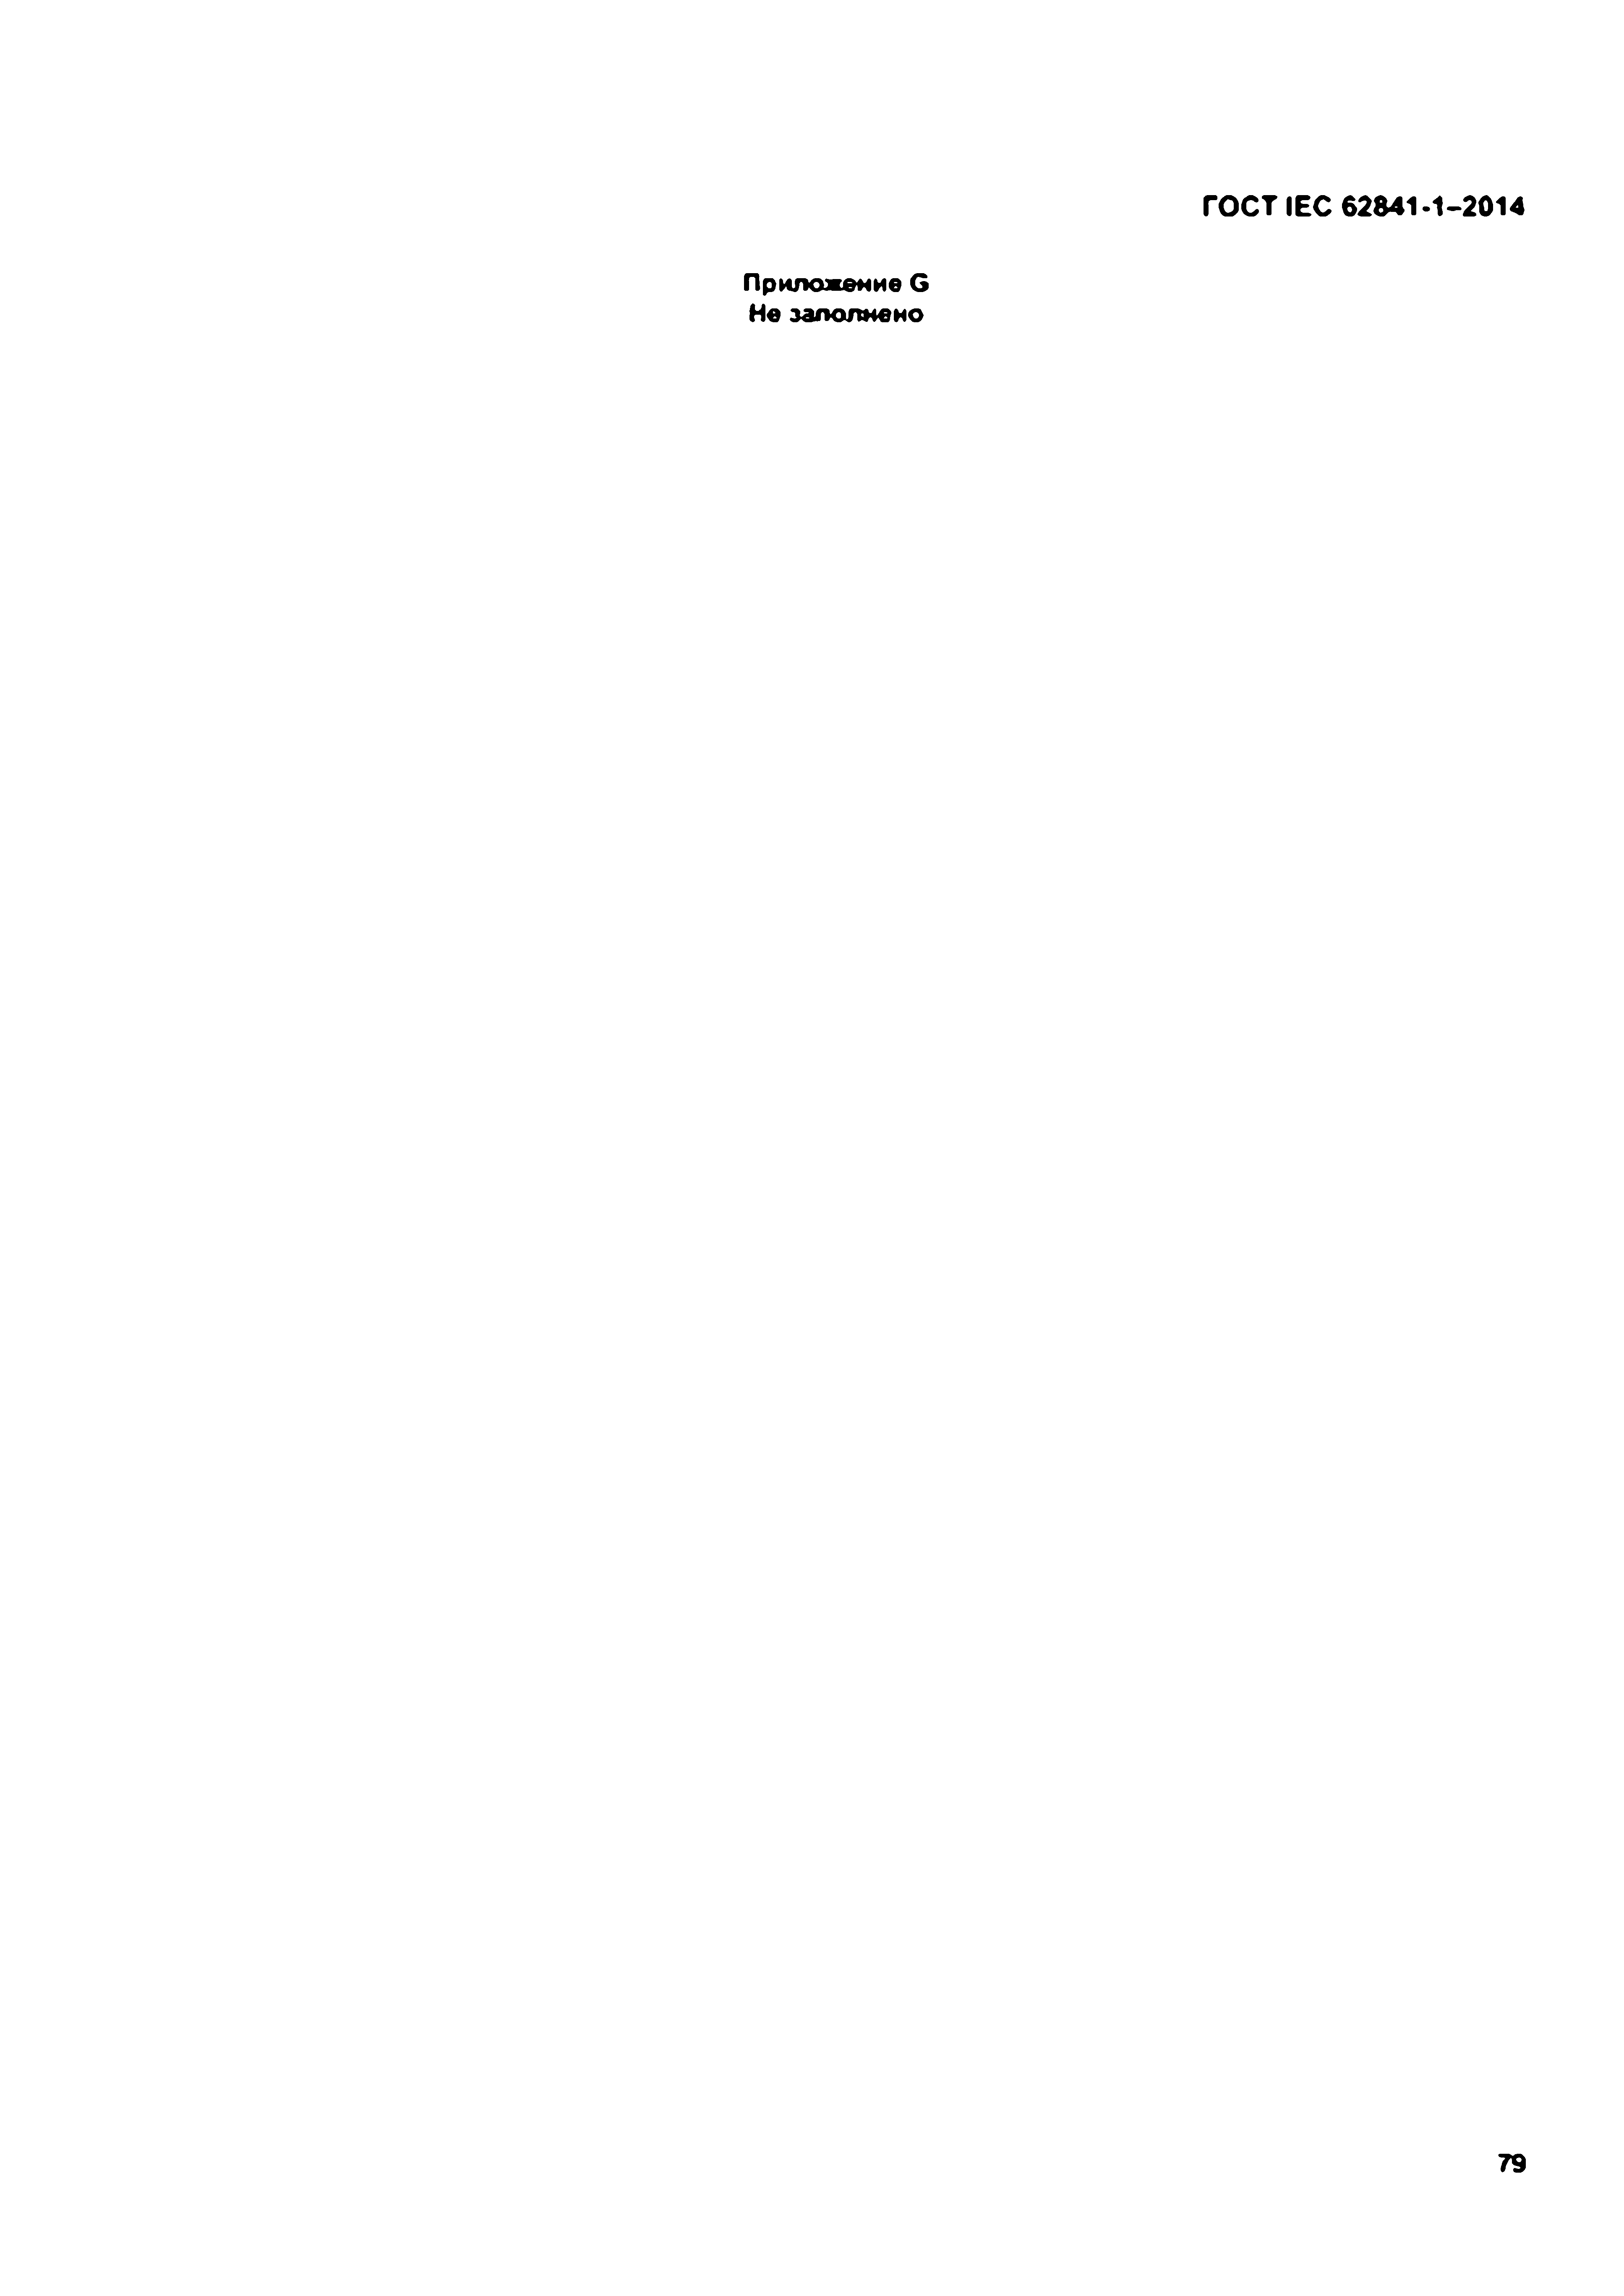 ГОСТ IEC 62841-1–2014
Приложение G
Не заполнено
79